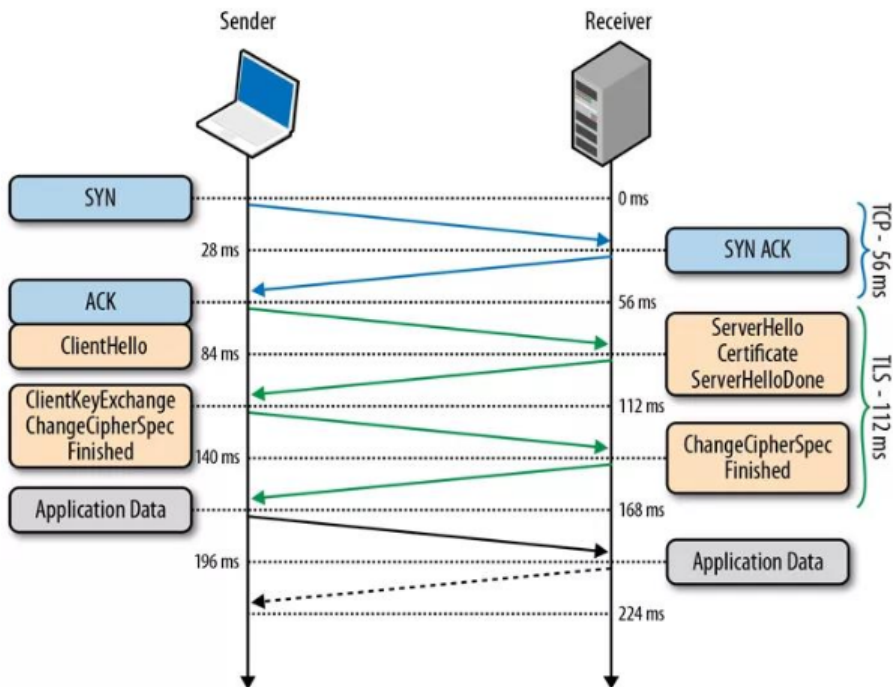 Sender
Receiver
SYN
0 ms
28 ms
SYN ACK
TCP - 56 ms
ACK
56 ms
ClientHello
84 ms
ServerHello
Certificate
ServerHelloDone
TLS - 112 ms
ClientKeyExchange
ChangeCipherSpec
Finished
112 ms
140 ms
ChangeCipherSpec
Finished
Application Data
168 ms
196 ms
Application Data
224 ms